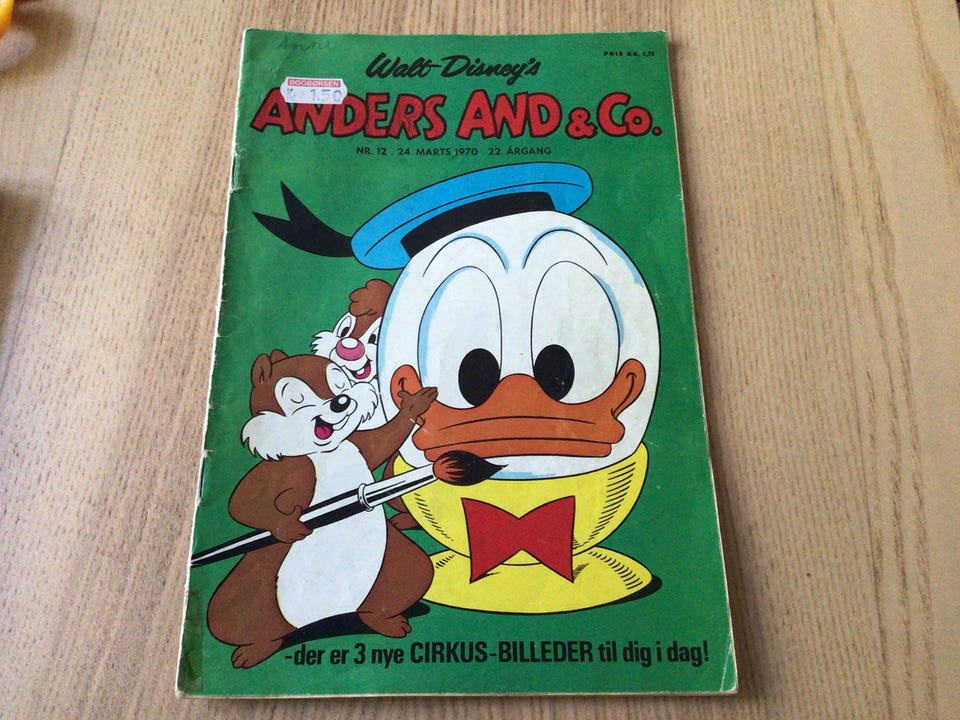 Anne
Walt Disney's
PRIS KR. 1,75
BOGBØRSEN
K. 1.50
ANDERS AND & Co.
NR. 12 . 24. MARTS 1970 . 22. ÅRGANG
-der er 3 nye CIRKUS-BILLEDER til dig i dag!